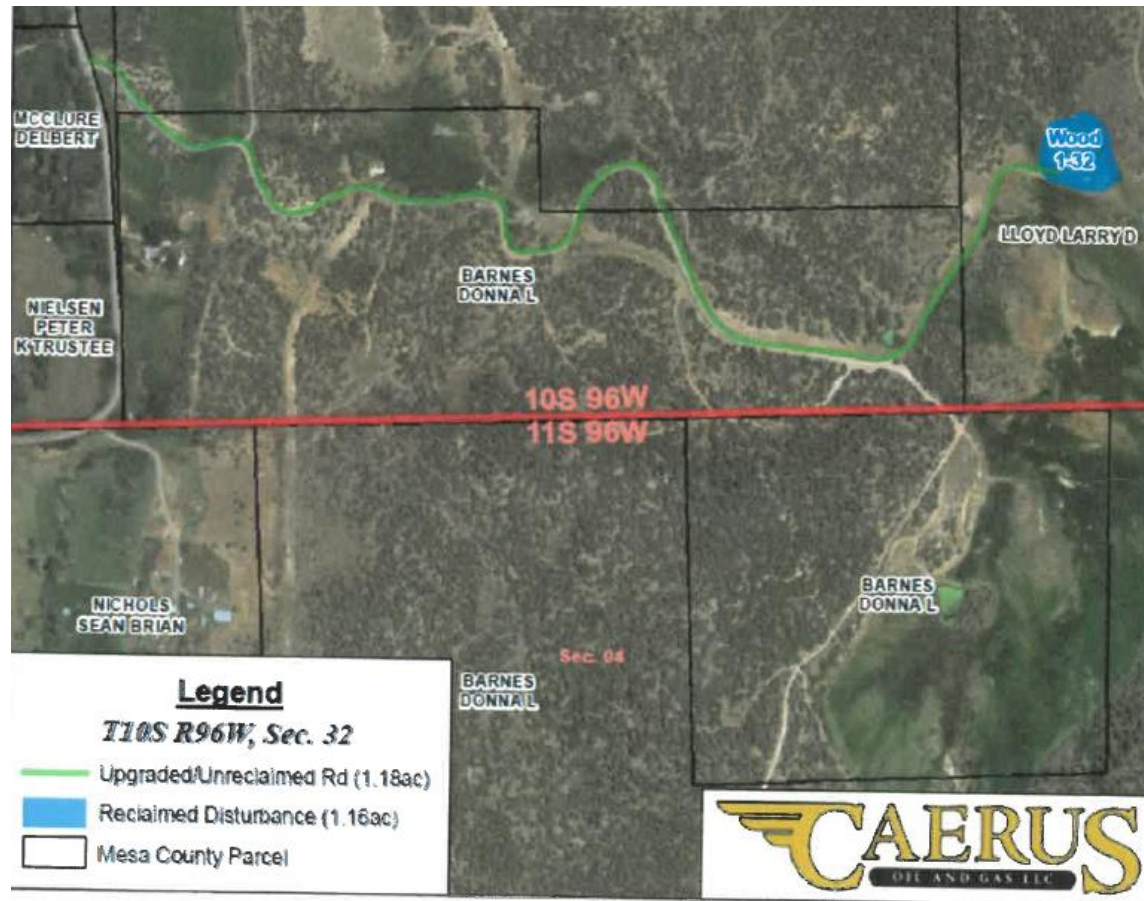 MCCLURE
DELBERT
Wood
1-32
LLOYD LARRY D
BARNES
DONNA L
NIELSEN
PETER
K TRUSTEE
10S 96W
11S 96W
NICHOLS
SEAN BRIAN
BARNES
DONNA L
Sec. 04
BARNES
DONNA L
Legend
T10S R96W, Sec. 32
Upgraded/Unreclaimed Rd (1.18ac)
Reclaimed Disturbance (1.16ac)
Mesa County Parcel
CAERUS
OIL AND GAS LLC